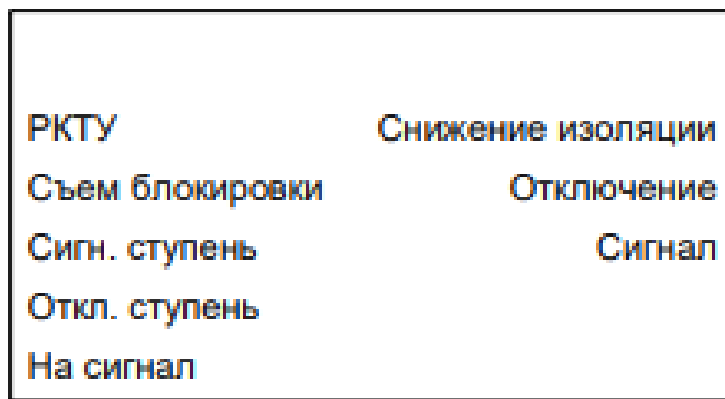 РКТУ Снижение изоляции
Съем блокировки Отключение
Сигн. ступень Сигнал
Откл. ступень
На сигнал